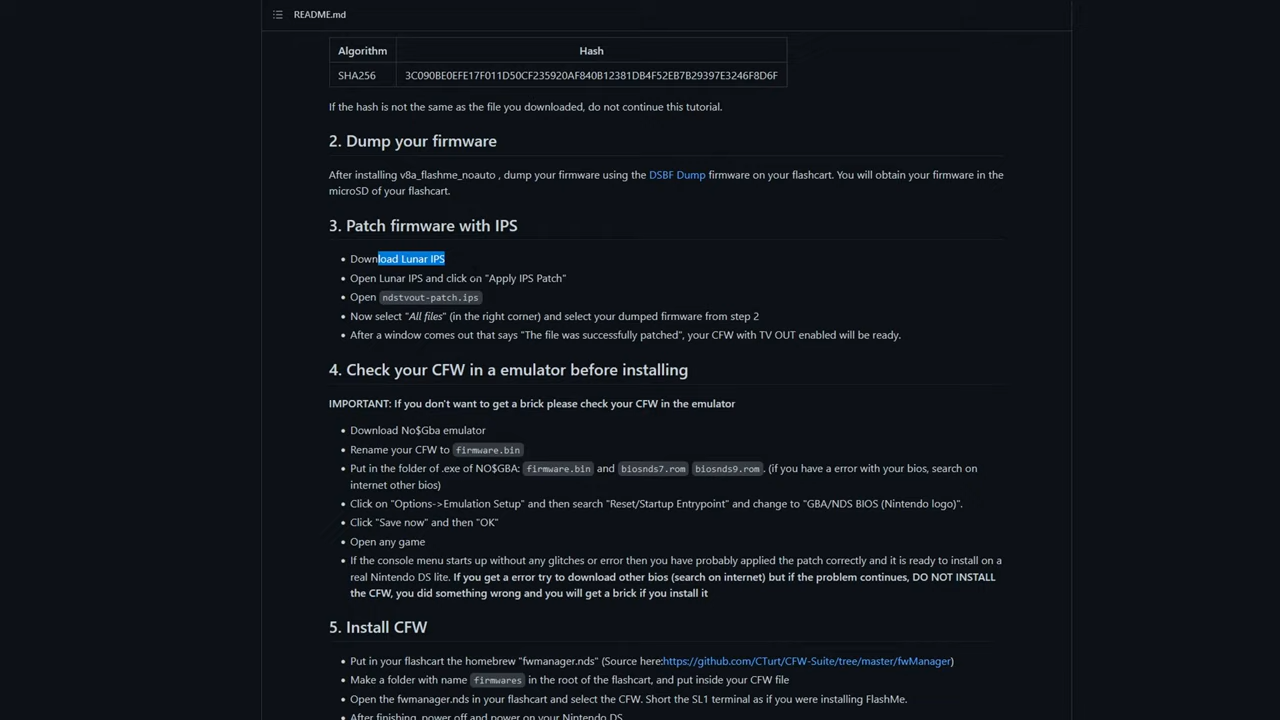 README.md
Algorithm Hash
SHA256 3C090BE0EFE17F011D50CF235920AF840B12381DB4F52EB7B29397E3246F8D6F
If the hash is not the same as the file you downloaded, do not continue this tutorial.
2. Dump your firmware
After installing v8a_flashme_noauto , dump your firmware using the DSBF Dump firmware on your flashcart. You will obtain your firmware in the
microSD of your flashcart.
3. Patch firmware with IPS
• Download Lunar IPS
• Open Lunar IPS and click on "Apply IPS Patch"
• Open ndstvout-patch.ips
• Now select "All files" (in the right corner) and select your dumped firmware from step 2
• After a window comes out that says "The file was successfully patched", your CFW with TV OUT enabled will be ready.
4. Check your CFW in a emulator before installing
IMPORTANT: If you don't want to get a brick please check your CFW in the emulator
• Download No$Gba emulator
• Rename your CFW to firmware.bin
• Put in the folder of .exe of NO$GBA: firmware.bin and biosnds7.rom biosnds9.rom. (if you have a error with your bios, search on
internet other bios)
• Click on "Options->Emulation Setup" and then search "Reset/Startup Entrypoint" and change to "GBA/NDS BIOS (Nintendo logo)".
• Click "Save now" and then "OK"
• Open any game
• If the console menu starts up without any glitches or error then you have probably applied the patch correctly and it is ready to install on a
real Nintendo DS lite. If you get a error try to download other bios (search on internet) but if the problem continues, DO NOT INSTALL
the CFW, you did something wrong and you will get a brick if you install it
5. Install CFW
• Put in your flashcart the homebrew "fwmanager.nds" (Source here:https://github.com/CTurt/CFW-Suite/tree/master/fwManager)
• Make a folder with name firmwares in the root of the flashcart, and put inside your CFW file
• Open the fwmanager.nds in your flashcart and select the CFW. Short the SL1 terminal as if you were installing FlashMe.
• After finishing, power off and power on your Nintendo DS